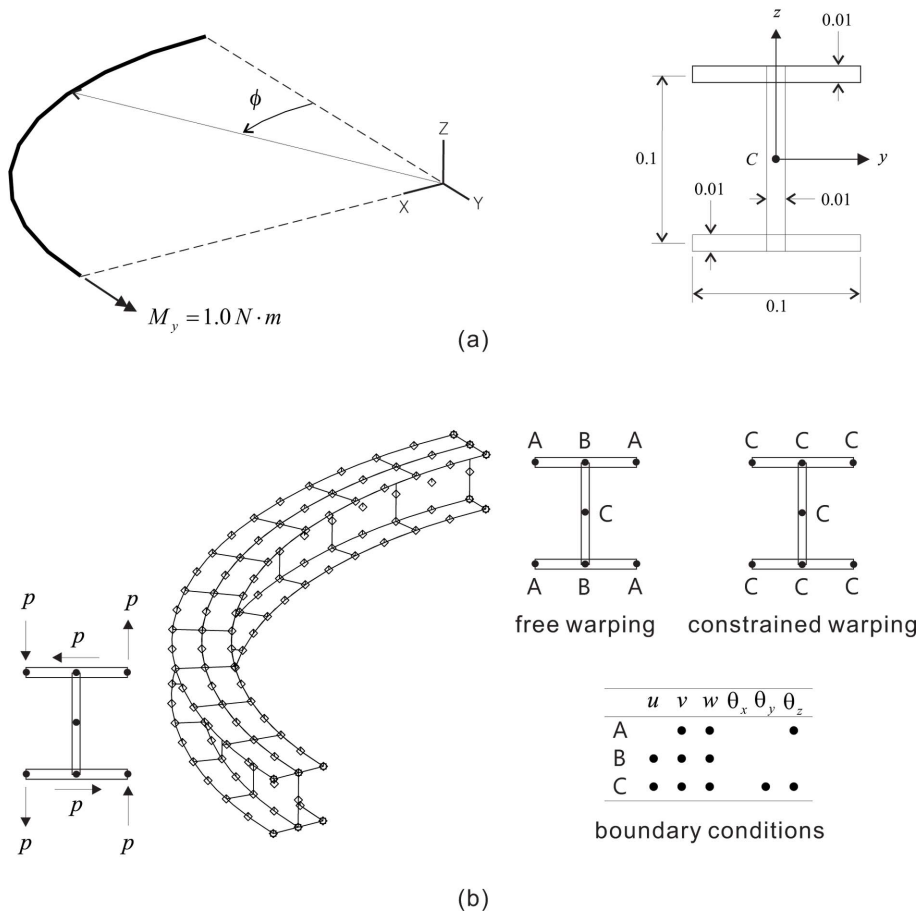 z
0.01
ϕ
Z
X
Y
0.1
C
y
0.01
0.01
0.1
M_y = 1.0 N·m
(a)
A B A
C C C
C
C
A B A
C C C
free warping
constrained warping
p
p
p
p
p
p
u v w θ_x θ_y θ_z
A
B
C
boundary conditions
(b)